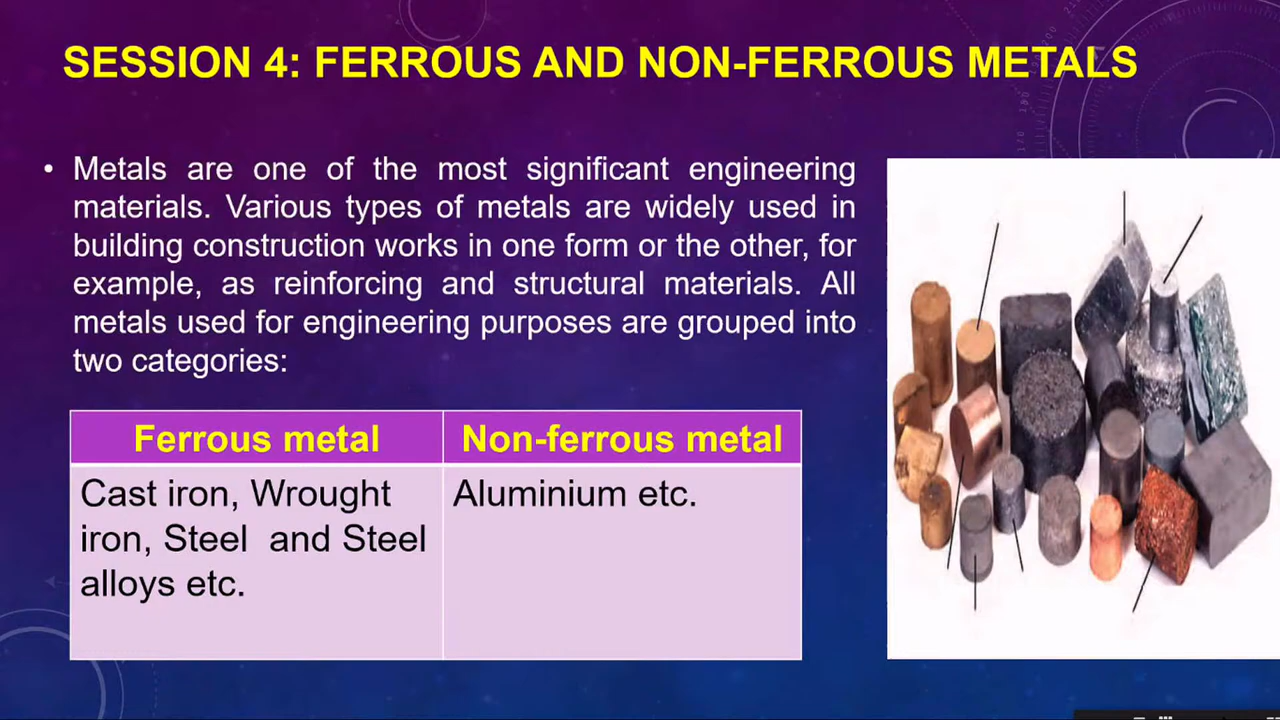 SESSION 4: FERROUS AND NON-FERROUS METALS
• Metals are one of the most significant engineering
materials. Various types of metals are widely used in
building construction works in one form or the other, for
example, as reinforcing and structural materials. All
metals used for engineering purposes are grouped into
two categories:
Ferrous metal
Non-ferrous metal
Cast iron, Wrought
iron, Steel and Steel
alloys etc.
Aluminium etc.